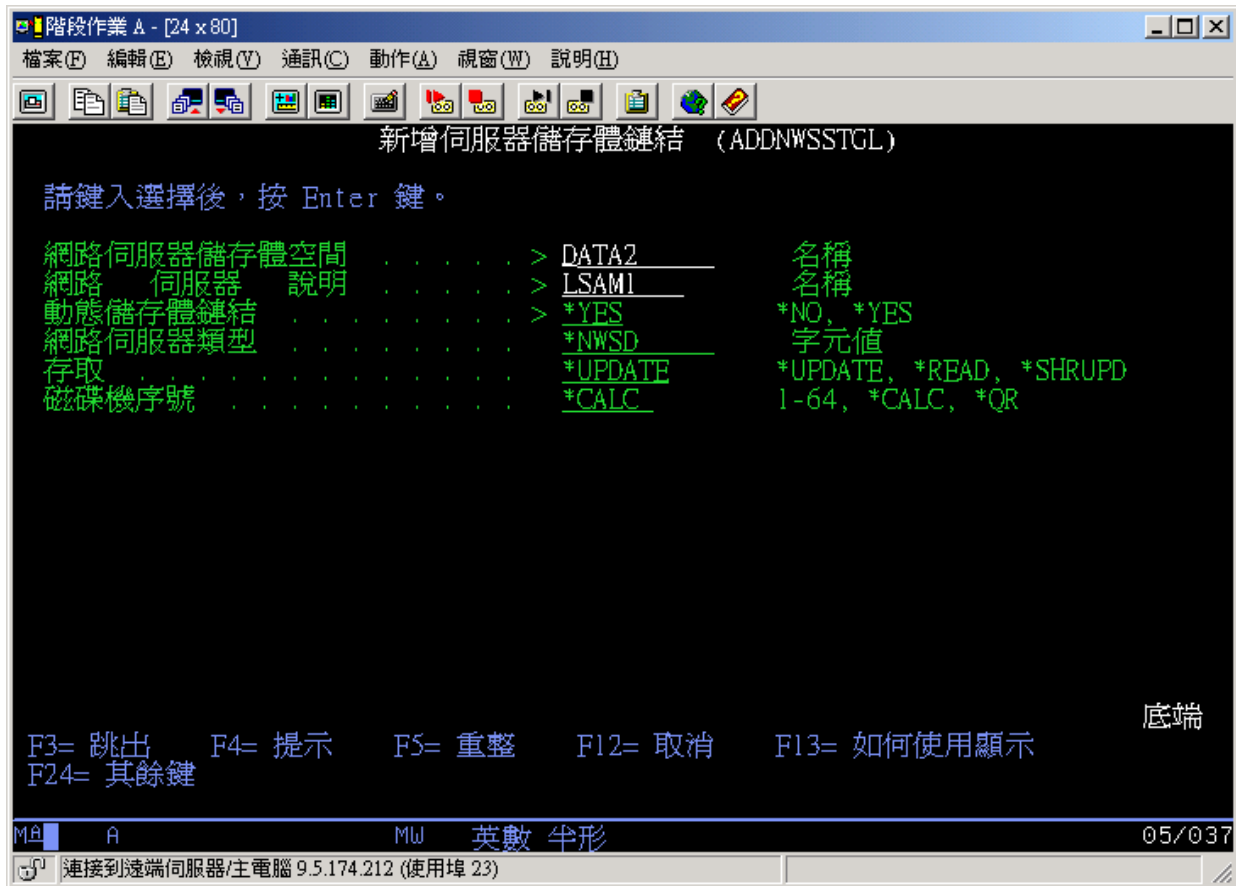 階段作業 A - [24 x 80]
檔案(F) 編輯(E) 檢視(V) 通訊(C) 動作(A) 視窗(W) 說明(H)
新增伺服器儲存體鏈結 (ADDNWSSTGL)
請鍵入選擇後，按 Enter 鍵。
網路伺服器儲存體空間 . . . . . > DATA2 名稱
網路 伺服器 說明 . . . . . > LSAM1 名稱
動態儲存體鏈結 . . . . . . . . > *YES *NO, *YES
網路伺服器類型 . . . . . . . . *NWSD 字元值
存取 . . . . . . . . . . . . . *UPDATE *UPDATE, *READ, *SHRUPD
磁碟機序號 . . . . . . . . . . *CALC 1-64, *CALC, *QR
底端
F3= 跳出 F4= 提示 F5= 重整 F12= 取消 F13= 如何使用顯示
F24= 其餘鍵
MA A MW 英數 半形 05/037
連接到遠端伺服器/主電腦 9.5.174.212 (使用埠 23)